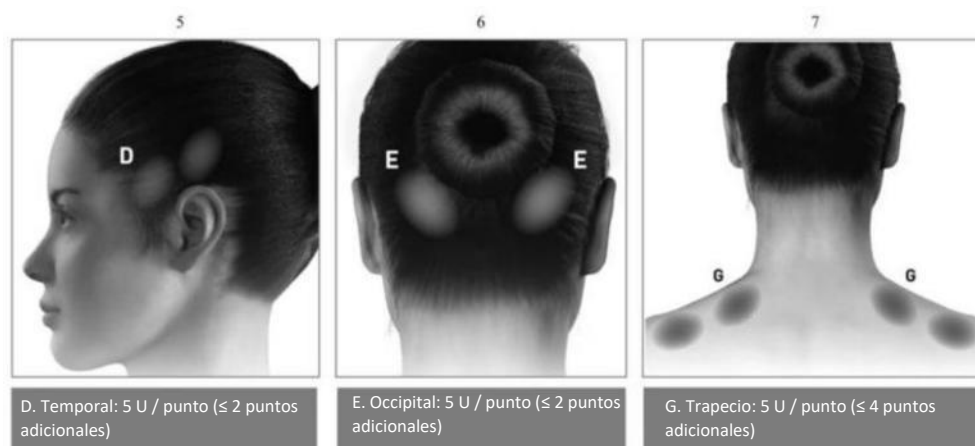 5
6
7
D
E
E
G
G
D. Temporal: 5 U / punto (≤ 2 puntos
adicionales)
E. Occipital: 5 U / punto (≤ 2 puntos
adicionales)
G. Trapecio: 5 U / punto (≤ 4 puntos
adicionales)